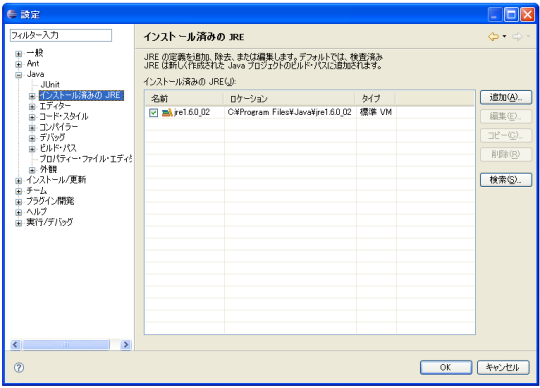 設定
フィルター入力
一般
Ant
Java
JUnit
インストール済みの JRE
エディター
コード・スタイル
コンパイラー
デバッグ
ビルド・パス
プロパティー・ファイル・エディ
外観
インストール/更新
チーム
プラグイン開発
ヘルプ
実行/デバッグ
インストール済みの JRE
JRE の定義を追加、除去、または編集します。デフォルトでは、検査済み
JRE は新しく作成された Java プロジェクトのビルド・パスに追加されます。
インストール済みの JRE(J):
名前 ロケーション タイプ
jre1.6.0_02 C:¥Program Files¥Java¥jre1.6.0_02 標準 VM
追加(A)...
編集(E)...
コピー(C)...
削除(R)
検索(S)...
OK キャンセル